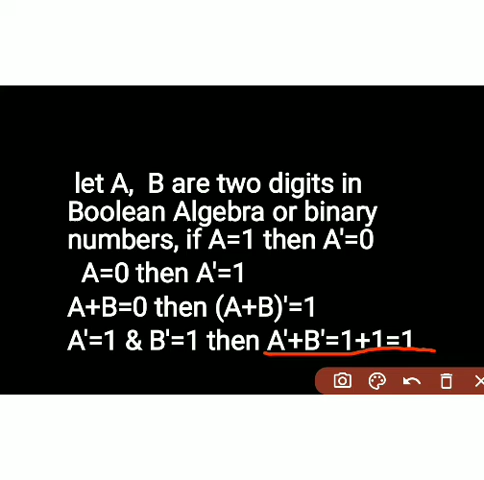 let A, B are two digits in
Boolean Algebra or binary
numbers, if A=1 then A'=0
A=0 then A'=1
A+B=0 then (A+B)'=1
A'=1 & B'=1 then A'+B'=1+1=1